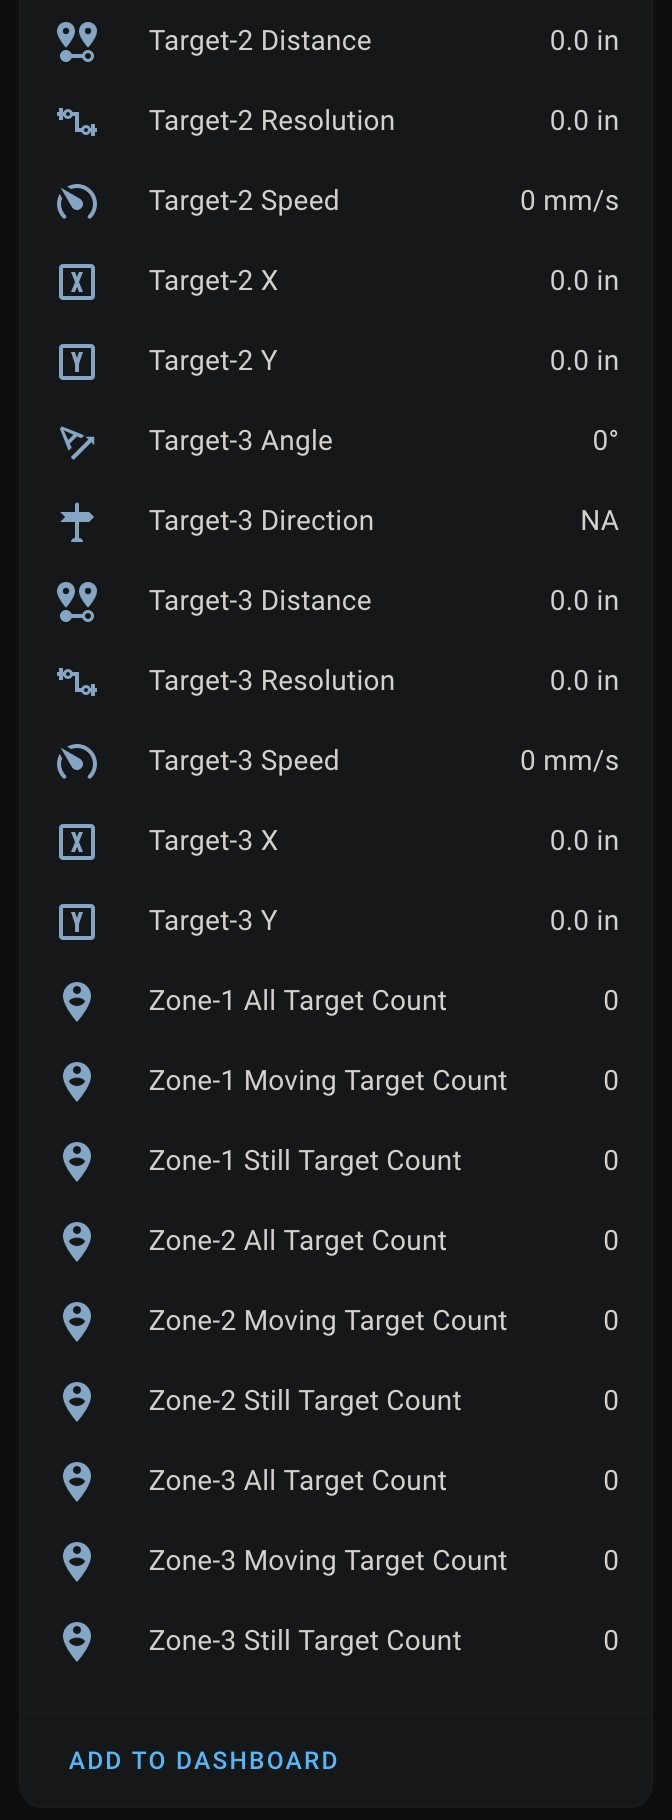 Target-2 Distance 0.0 in
Target-2 Resolution 0.0 in
Target-2 Speed 0 mm/s
X Target-2 X 0.0 in
Y Target-2 Y 0.0 in
A Target-3 Angle 0°
Target-3 Direction NA
Target-3 Distance 0.0 in
Target-3 Resolution 0.0 in
Target-3 Speed 0 mm/s
X Target-3 X 0.0 in
Y Target-3 Y 0.0 in
Zone-1 All Target Count 0
Zone-1 Moving Target Count 0
Zone-1 Still Target Count 0
Zone-2 All Target Count 0
Zone-2 Moving Target Count 0
Zone-2 Still Target Count 0
Zone-3 All Target Count 0
Zone-3 Moving Target Count 0
Zone-3 Still Target Count 0
ADD TO DASHBOARD